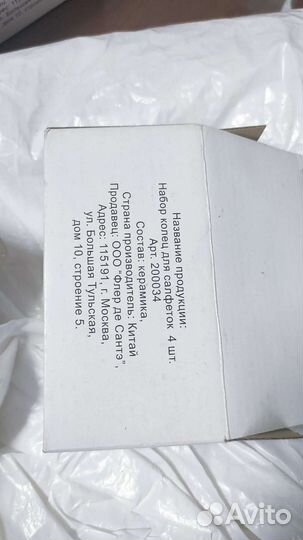 Название продукции:
Набор колец для салфеток 4 шт.
Арт. 200034
Состав: керамика,
Страна производитель: Китай
Продавец: ООО "Флер де Сантэ",
Адрес: 115191, г. Москва,
ул. Большая Тульская,
дом 10, строение 5.
Avito